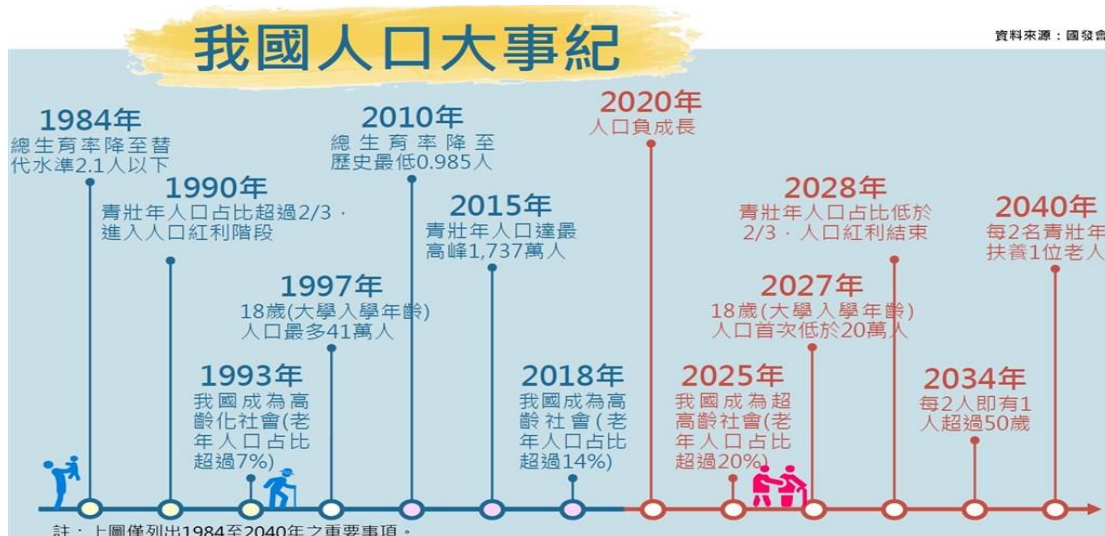 我國人口大事紀
資料來源：國發會
1984年
總生育率降至替
代水準2.1人以下
1990年
青壯年人口占比超過2/3，
進入人口紅利階段
1993年
我國成為高
齡化社會(老
年人口占比
超過7%)
1997年
18歲(大學入學年齡)
人口最多41萬人
2010年
總生育率降至
歷史最低0.985人
2015年
青壯年人口達最
高峰1,737萬人
2018年
我國成為高
齡社會(老
年人口占比
超過14%)
2020年
人口負成長
2025年
我國成為超
高齡社會(老
年人口占比
超過20%)
2027年
18歲(大學入學年齡)
人口首次低於20萬人
2028年
青壯年人口占比低於
2/3，人口紅利結束
2034年
每2人即有1
人超過50歲
2040年
每2名青壯年
扶養1位老人
註：上圖僅列出1984至2040年之重要事項。